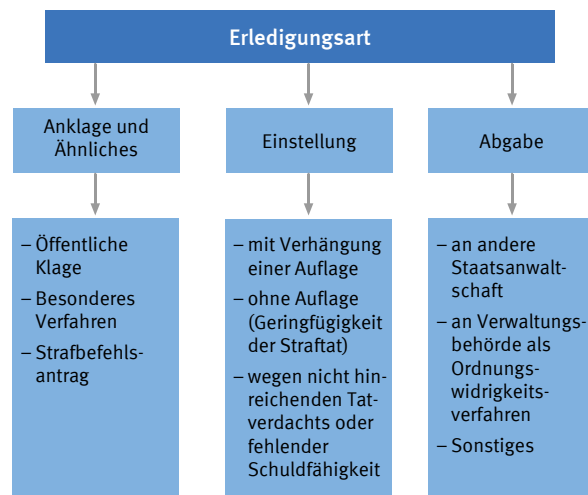 Erledigungsart
Anklage und
Ähnliches
Einstellung
Abgabe
– Öffentliche
Klage
– Besonderes
Verfahren
– Strafbefehls-
antrag
– mit Verhängung
einer Auflage
– ohne Auflage
(Geringfügigkeit
der Straftat)
– wegen nicht hin-
reichenden Tat-
verdachts oder
fehlender
Schuldfähigkeit
– an andere
Staatsanwalt-
schaft
– an Verwaltungs-
behörde als
Ordnungs-
widrigkeits-
verfahren
– Sonstiges